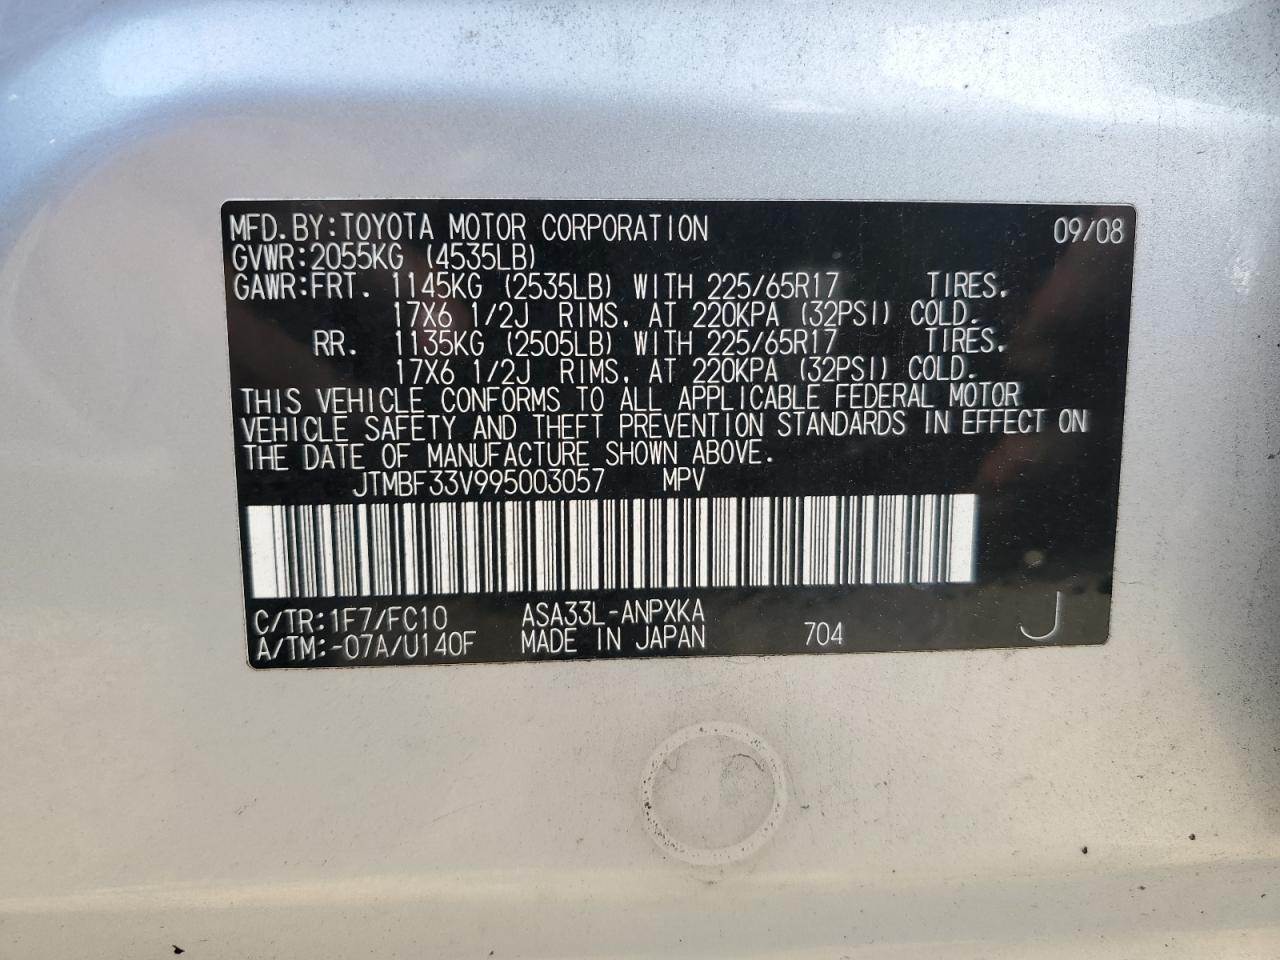 MFD.BY:TOYOTA MOTOR CORPORATION 09/08
GVWR:2055KG (4535LB)
GAWR:FRT. 1145KG (2535LB) WITH 225/65R17 TIRES,
17X6 1/2J RIMS, AT 220KPA (32PSI) COLD.
RR. 1135KG (2505LB) WITH 225/65R17 TIRES,
17X6 1/2J RIMS, AT 220KPA (32PSI) COLD.
THIS VEHICLE CONFORMS TO ALL APPLICABLE FEDERAL MOTOR
VEHICLE SAFETY AND THEFT PREVENTION STANDARDS IN EFFECT ON
THE DATE OF MANUFACTURE SHOWN ABOVE.
JTMBF33V995003057 MPV
C/TR:1F7/FC10 ASA33L-ANPXKA
A/TM:-07A/U140F MADE IN JAPAN 704 J